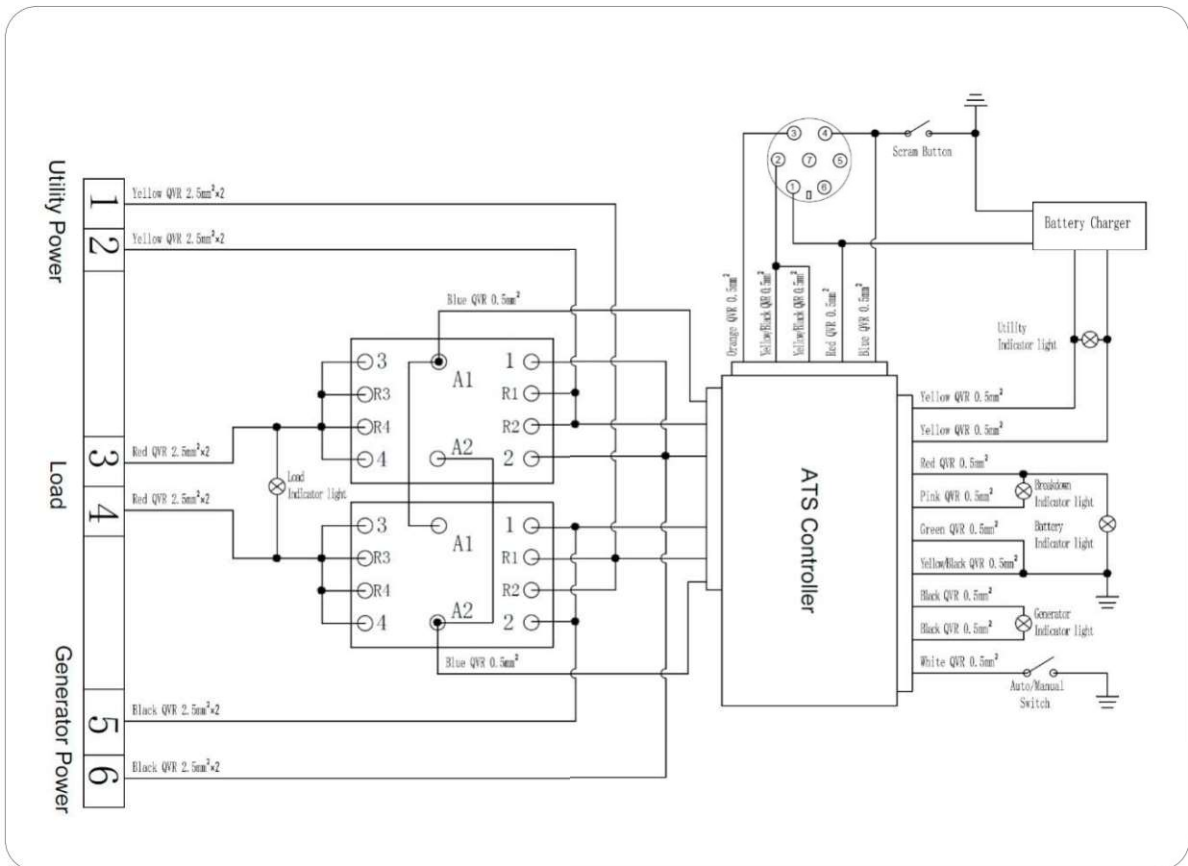 Utility Power
1
Yellow QVR 2.5mm²×2
2
Yellow QVR 2.5mm²×2
Load
3
Red QVR 2.5mm²×2
4
Red QVR 2.5mm²×2
Generator Power
5
Black QVR 2.5mm²×2
6
Black QVR 2.5mm²×2
Load
Indicator light
Blue QVR 0.5mm²
3
R3
R4
4
A1
A2
1
R1
R2
2
3
R3
R4
4
A1
A2
1
R1
R2
2
Blue QVR 0.5mm²
3
4
2
7
5
1
6
Scram Button
Battery Charger
Orange QVR 0.5mm²
Yellow/Black QVR 0.5mm²
Yellow/Black QVR 0.5mm²
Red QVR 0.5mm²
Blue QVR 0.5mm²
Utility
Indicator light
ATS Controller
Yellow QVR 0.5mm²
Yellow QVR 0.5mm²
Red QVR 0.5mm²
Breakdown
Indicator light
Pink QVR 0.5mm²
Battery
Indicator light
Green QVR 0.5mm²
Yellow/Black QVR 0.5mm²
Black QVR 0.5mm²
Generator
Indicator light
Black QVR 0.5mm²
White QVR 0.5mm²
Auto/Manual
Switch